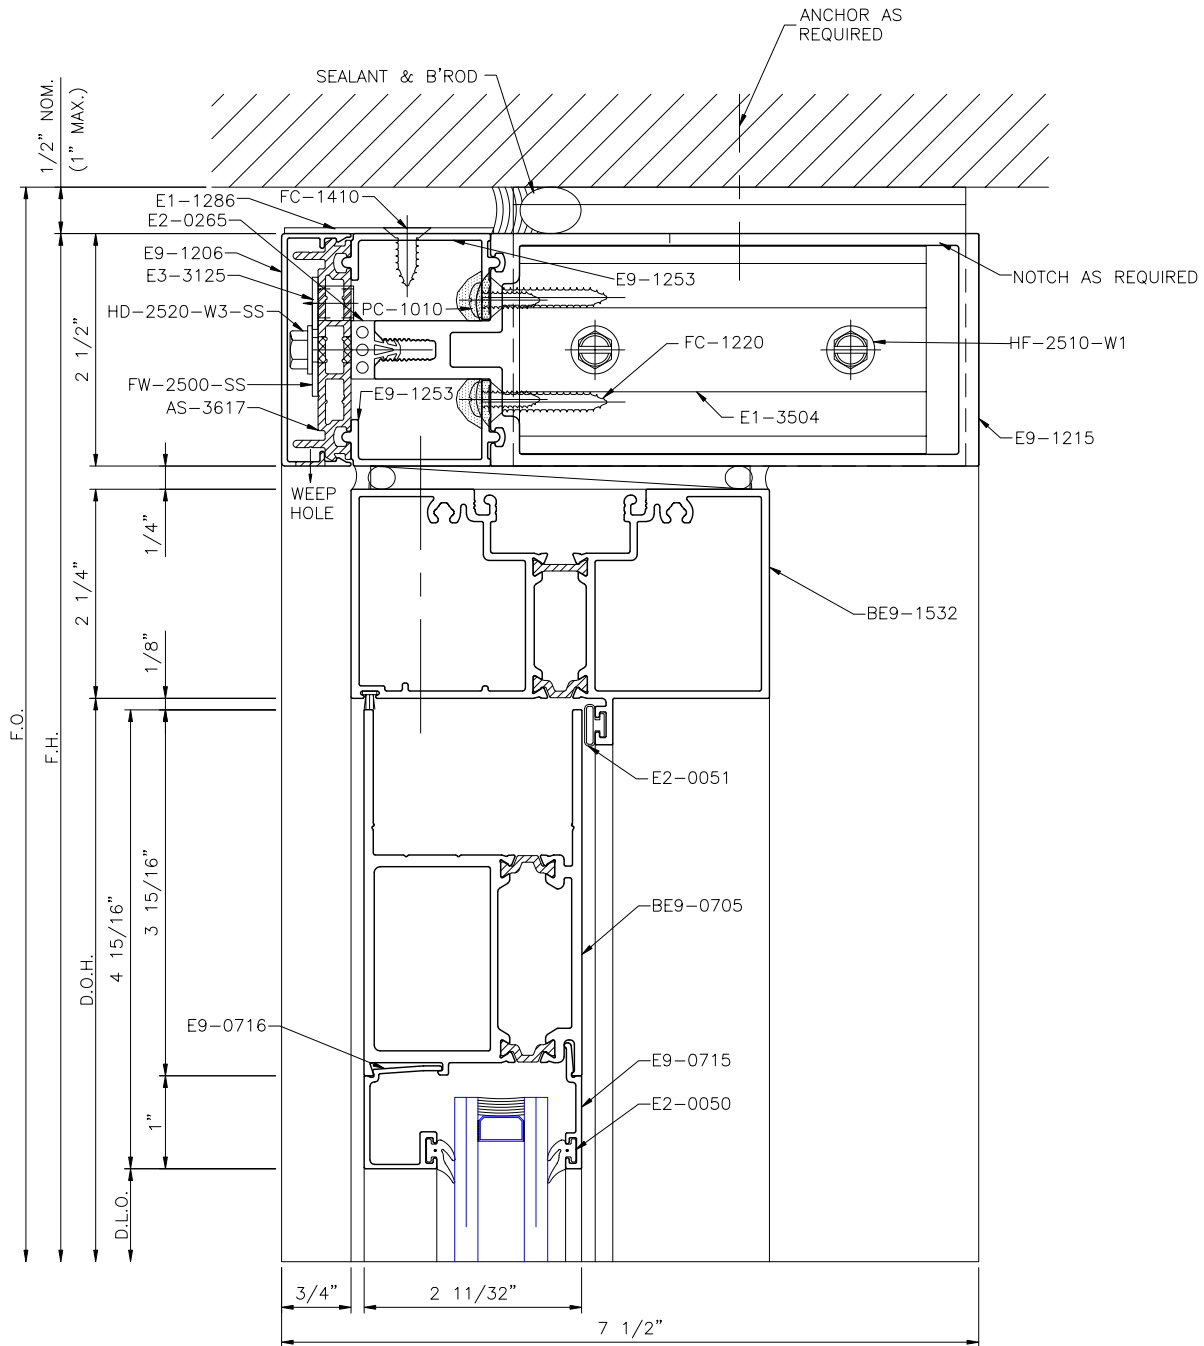 ANCHOR AS
REQUIRED
SEALANT & B'ROD
1/2" NOM.
(1" MAX.)
E1-1286
FC-1410
E2-0265
E9-1206
E3-3125
HD-2520-W3-SS
PC-1010
E9-1253
NOTCH AS REQUIRED
2 1/2"
FC-1220
HF-2510-W1
FW-2500-SS
AS-3617
E9-1253
E1-3504
E9-1215
WEEP
HOLE
1/4"
2 1/4"
BE9-1532
1/8"
F.O.
F.H.
E2-0051
3 15/16"
4 15/16"
BE9-0705
D.O.H.
E9-0716
E9-0715
E2-0050
1"
D.L.O.
3/4"
2 11/32"
7 1/2"